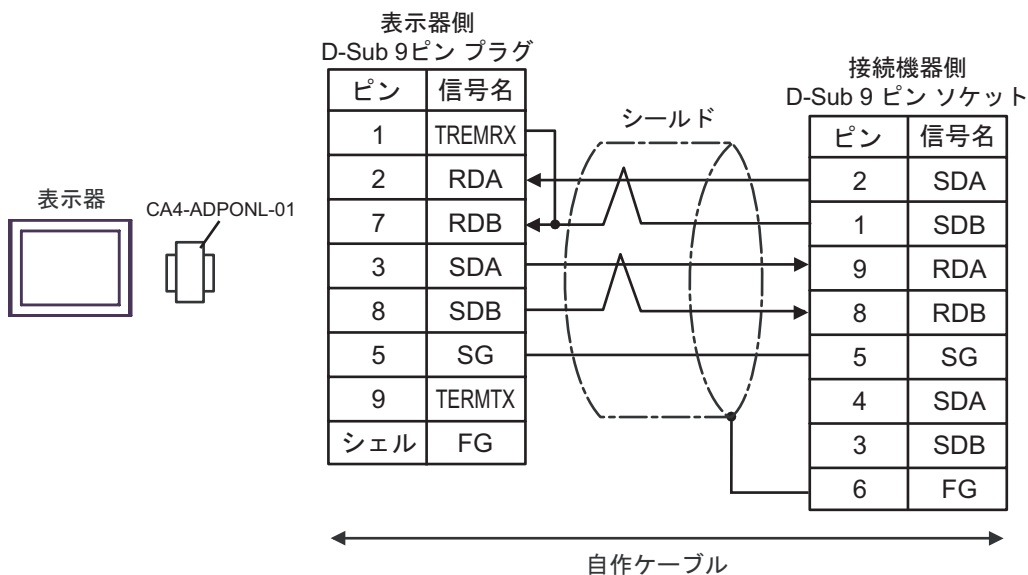 表示器
CA4-ADPONL-01
表示器側
D-Sub 9ピン プラグ
ピン 信号名
1 TREMRX
2 RDA
7 RDB
3 SDA
8 SDB
5 SG
9 TERMTX
シェル FG
シールド
接続機器側
D-Sub 9 ピン ソケット
ピン 信号名
2 SDA
1 SDB
9 RDA
8 RDB
5 SG
4 SDA
3 SDB
6 FG
自作ケーブル